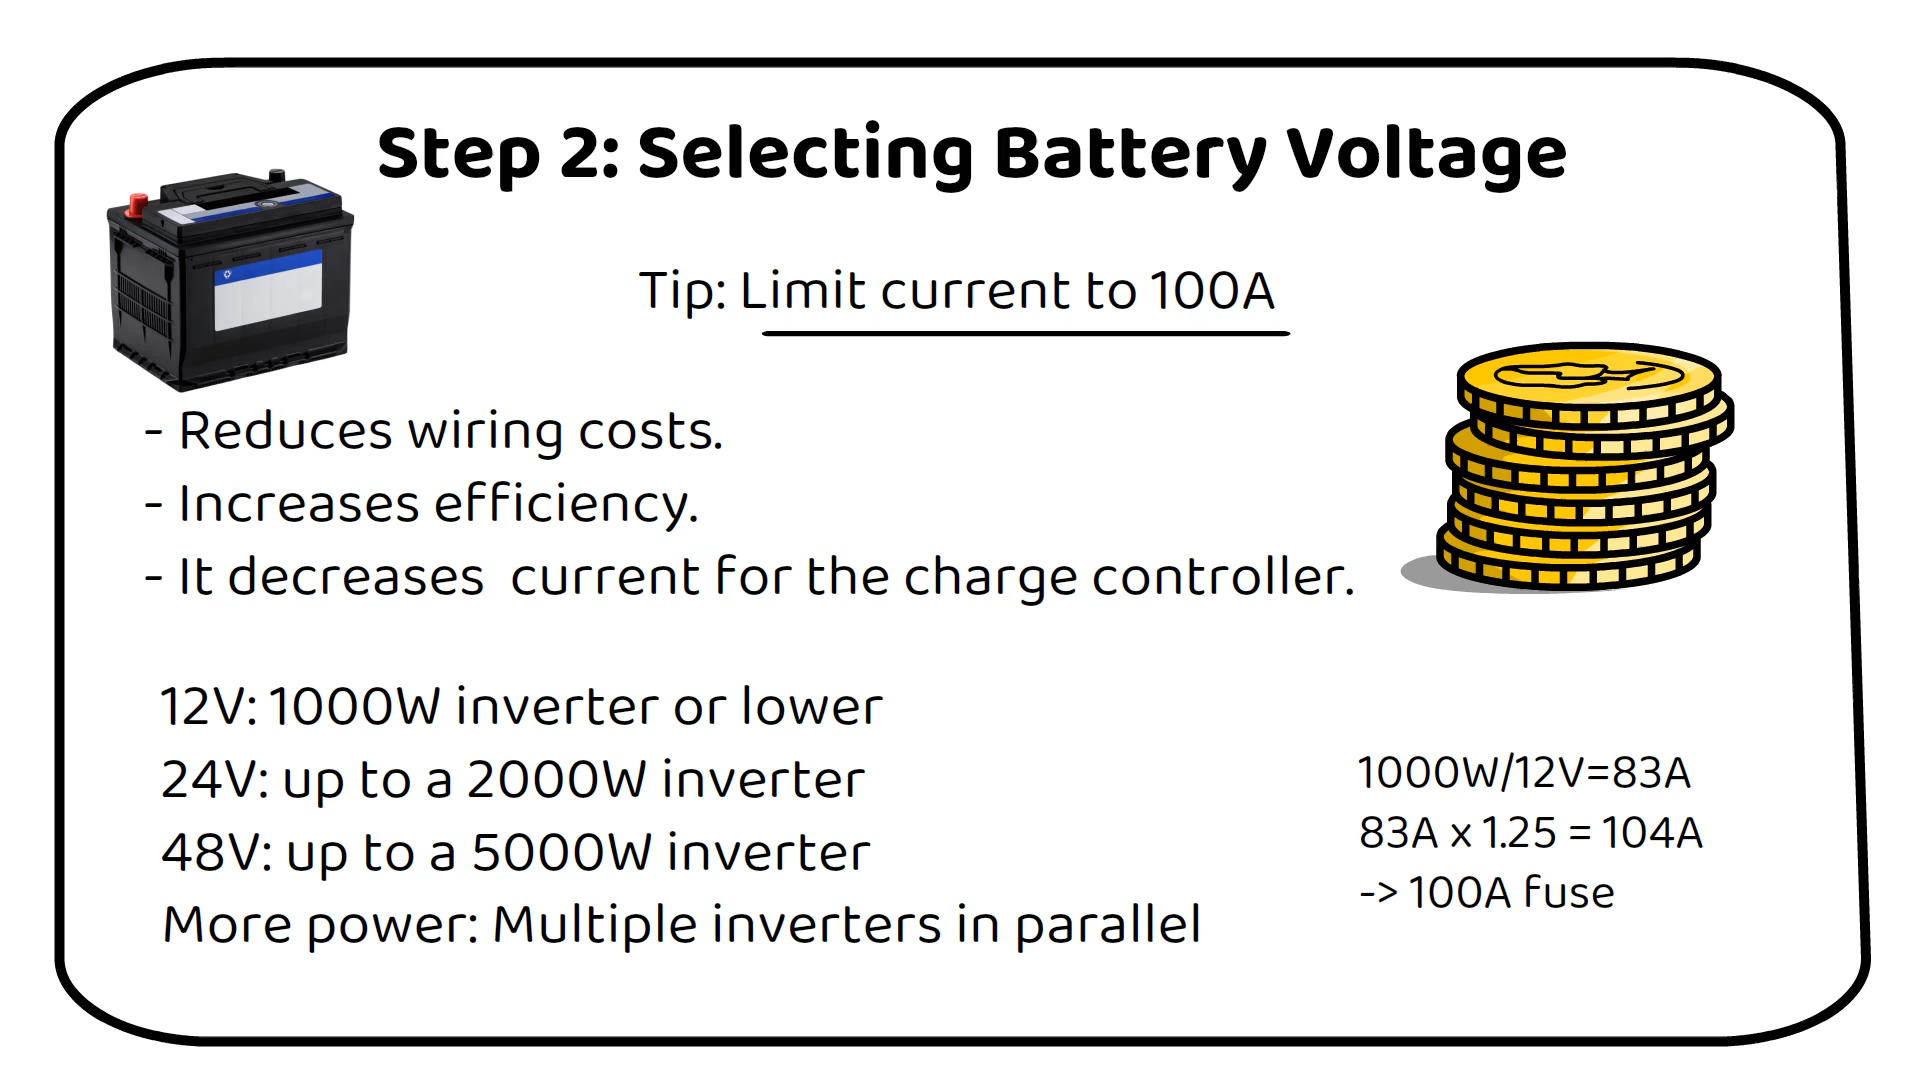 Step 2: Selecting Battery Voltage
Tip: Limit current to 100A
- Reduces wiring costs.
- Increases efficiency.
- It decreases  current for the charge controller.
12V: 1000W inverter or lower
24V: up to a 2000W inverter
48V: up to a 5000W inverter
More power: Multiple inverters in parallel
1000W/12V=83A
83A x 1.25 = 104A
-> 100A fuse